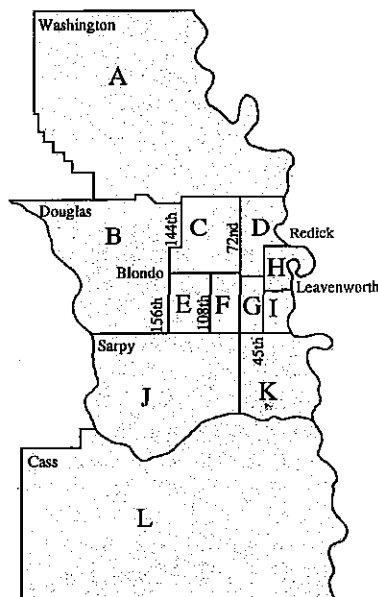 Washington
A
Douglas
B
144th
C
72nd
D
Redick
H
Blondo
Leavenworth
156th
E
108th
F
G
I
Sarpy
45th
J
K
Cass
L